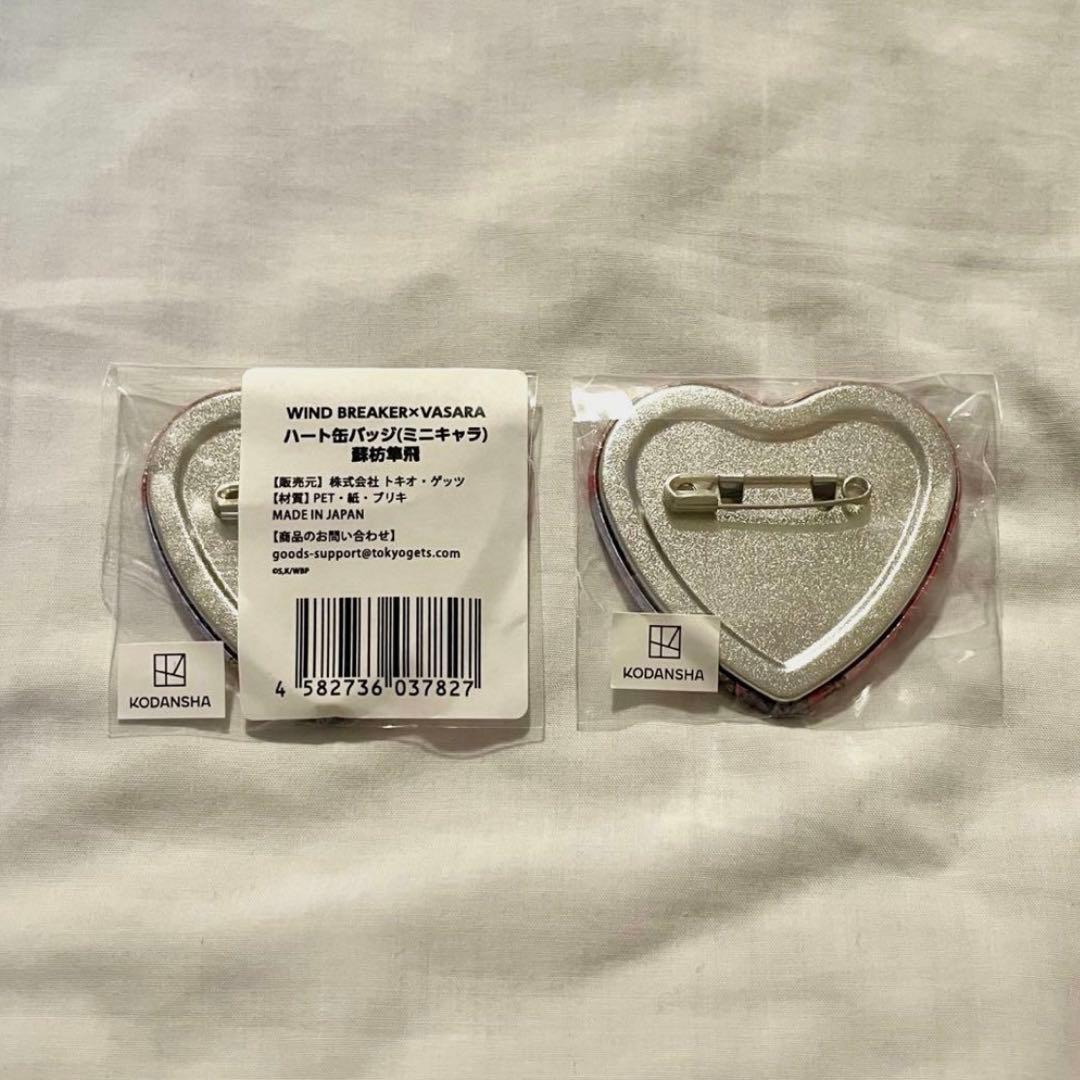 WIND BREAKER×VASARA
ハート缶バッジ(ミニキャラ)
蘇枋隼飛
【販売元】株式会社 トキオ・ゲッツ
【材質】PET・紙・ブリキ
MADE IN JAPAN
【商品のお問い合わせ】
goods-support@tokyogets.com
©S,K/WBP
4 582736 037827
KODANSHA
KODANSHA